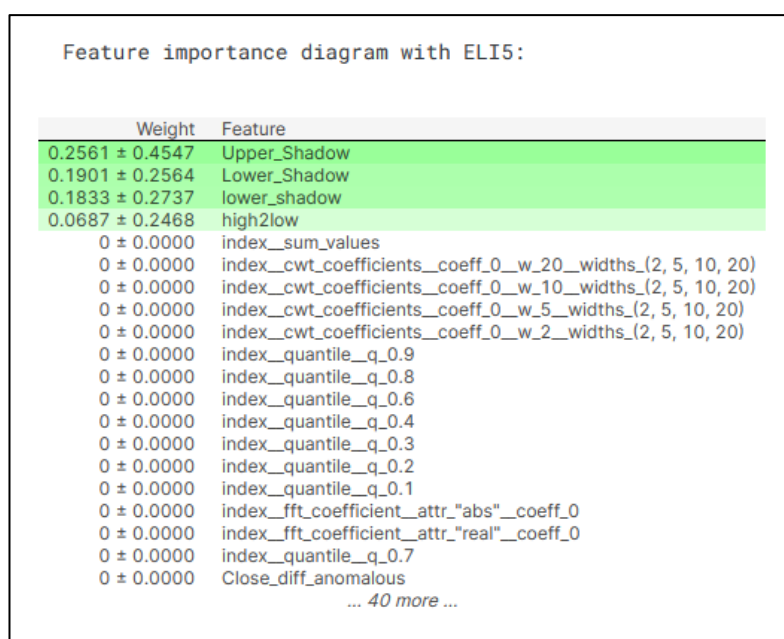 Feature importance diagram with ELI5:
Weight Feature
0.2561 ± 0.4547 Upper_Shadow
0.1901 ± 0.2564 Lower_Shadow
0.1833 ± 0.2737 lower_shadow
0.0687 ± 0.2468 high2low
0 ± 0.0000 index__sum_values
0 ± 0.0000 index__cwt_coefficients__coeff_0__w_20__widths_(2, 5, 10, 20)
0 ± 0.0000 index__cwt_coefficients__coeff_0__w_10__widths_(2, 5, 10, 20)
0 ± 0.0000 index__cwt_coefficients__coeff_0__w_5__widths_(2, 5, 10, 20)
0 ± 0.0000 index__cwt_coefficients__coeff_0__w_2__widths_(2, 5, 10, 20)
0 ± 0.0000 index__quantile__q_0.9
0 ± 0.0000 index__quantile__q_0.8
0 ± 0.0000 index__quantile__q_0.6
0 ± 0.0000 index__quantile__q_0.4
0 ± 0.0000 index__quantile__q_0.3
0 ± 0.0000 index__quantile__q_0.2
0 ± 0.0000 index__quantile__q_0.1
0 ± 0.0000 index__fft_coefficient__attr_"abs"__coeff_0
0 ± 0.0000 index__fft_coefficient__attr_"real"__coeff_0
0 ± 0.0000 index__quantile__q_0.7
0 ± 0.0000 Close_diff_anomalous
... 40 more ...